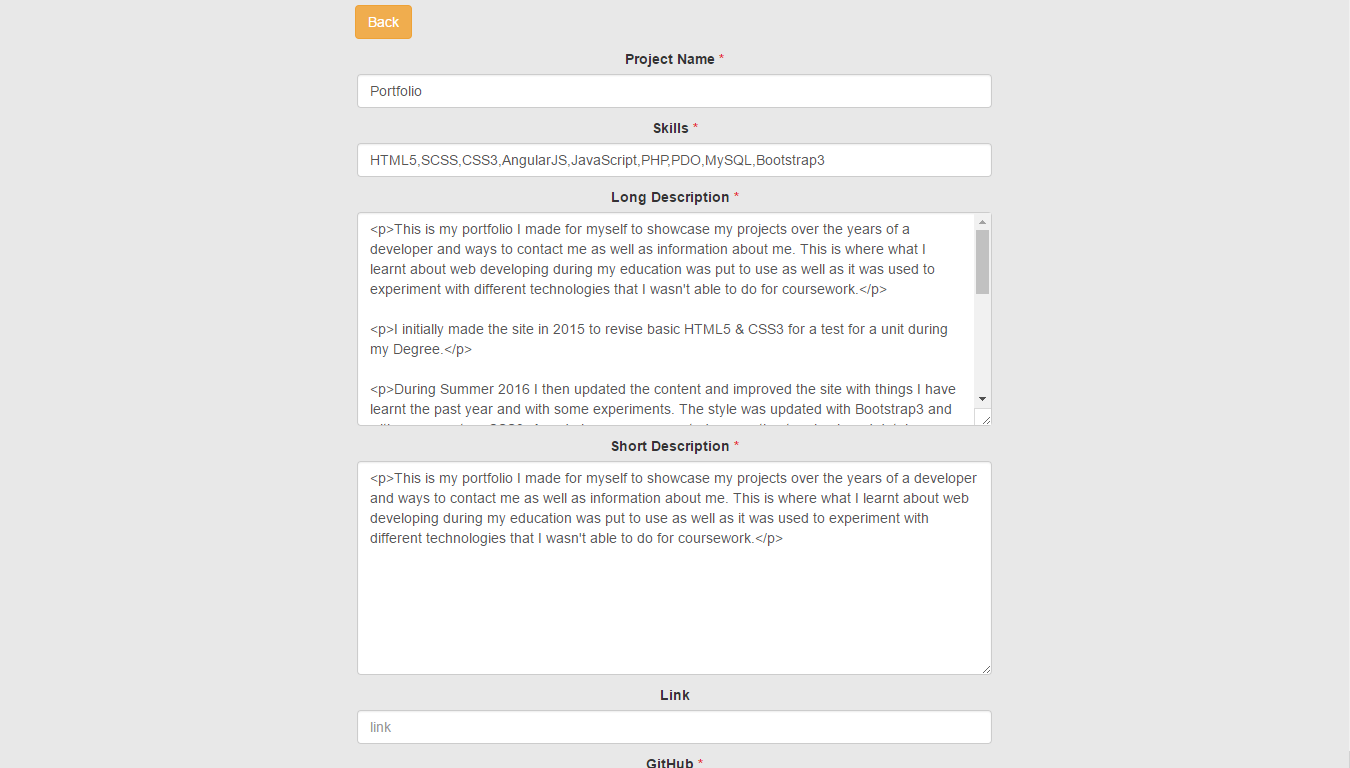 Back
Project Name *
Portfolio
Skills *
HTML5,SCSS,CSS3,AngularJS,JavaScript,PHP,PDO,MySQL,Bootstrap3
Long Description *
<p>This is my portfolio I made for myself to showcase my projects over the years of a
developer and ways to contact me as well as information about me. This is where what I
learnt about web developing during my education was put to use as well as it was used to
experiment with different technologies that I wasn't able to do for coursework.</p>
<p>I initially made the site in 2015 to revise basic HTML5 & CSS3 for a test for a unit during
my Degree.</p>
<p>During Summer 2016 I then updated the content and improved the site with things I have
learnt the past year and with some experiments. The style was updated with Bootstrap3 and
Short Description *
<p>This is my portfolio I made for myself to showcase my projects over the years of a developer
and ways to contact me as well as information about me. This is where what I learnt about web
developing during my education was put to use as well as it was used to experiment with
different technologies that I wasn't able to do for coursework.</p>
Link
link
GitHub *